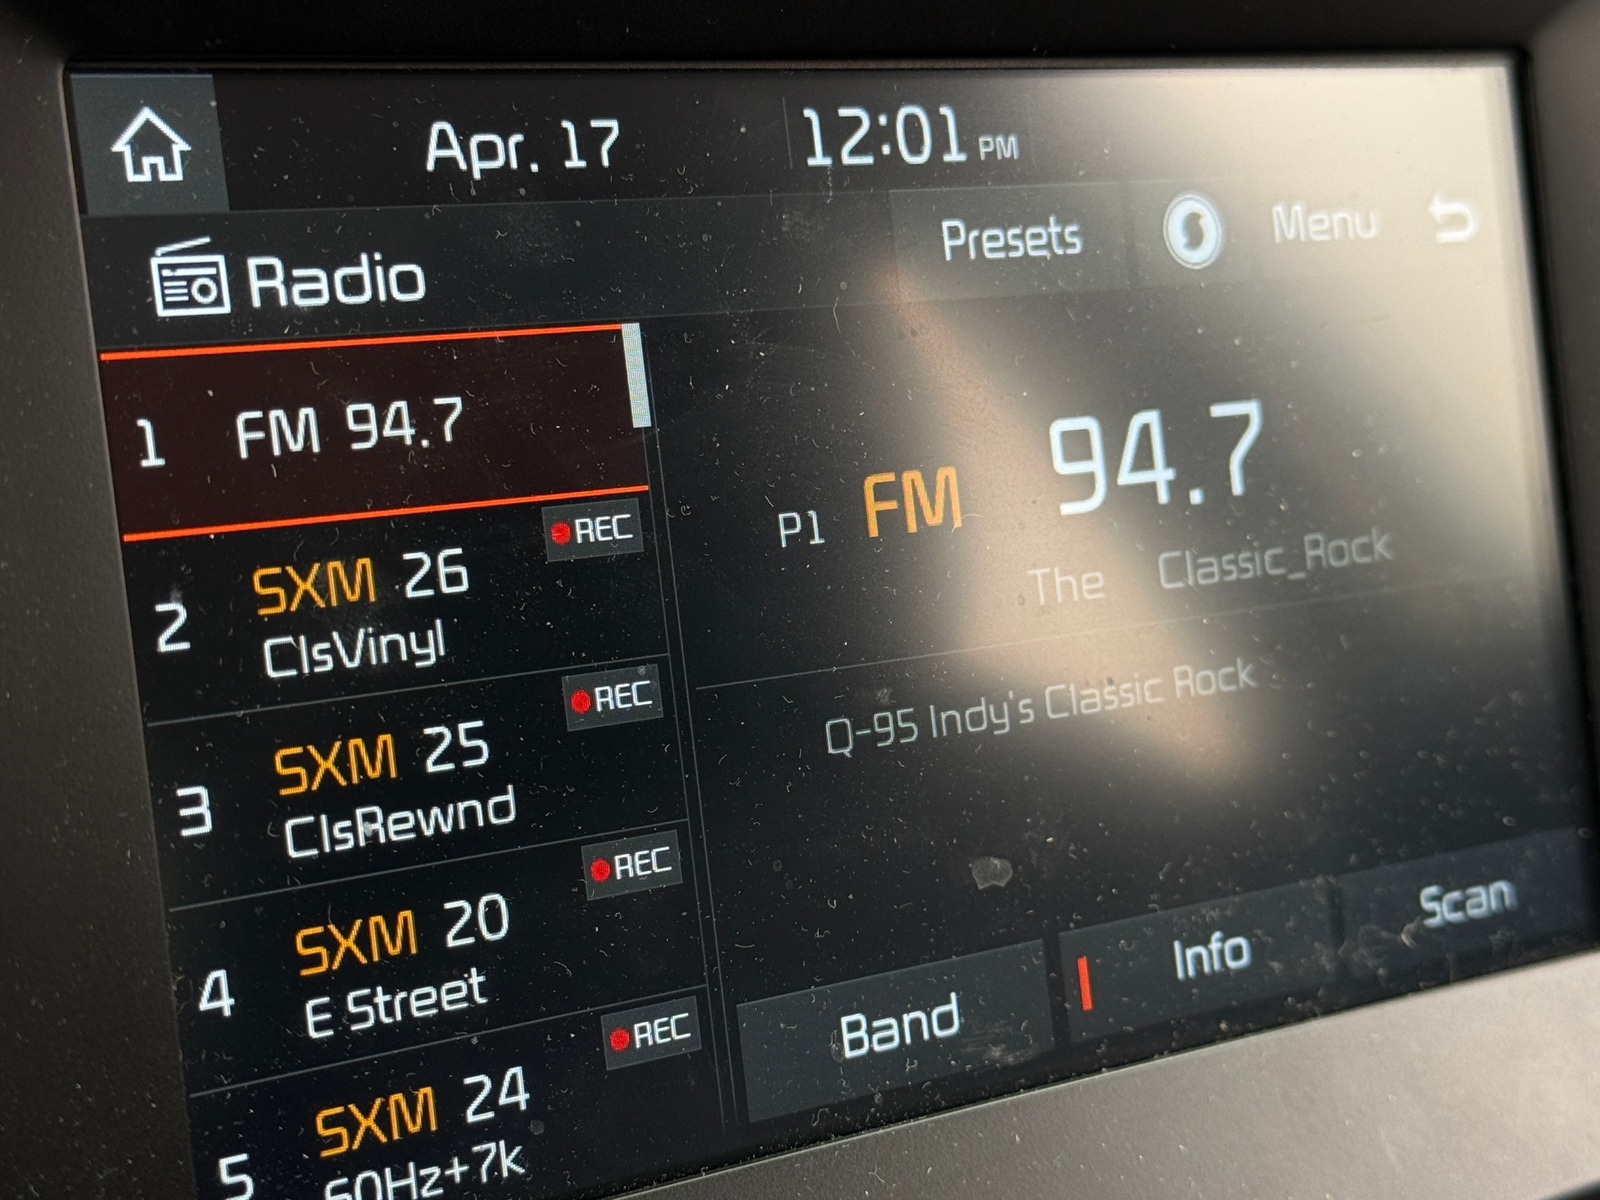 Apr. 17
12:01 PM
Radio
Presets
Menu
1 FM 94.7
REC
2 SXM 26
ClsVinyl
REC
3 SXM 25
ClsRewnd
REC
4 SXM 20
E Street
REC
5 SXM 24
60Hz+7k
P1 FM 94.7
The Classic_Rock
Q-95 Indy's Classic Rock
Band
Info
Scan